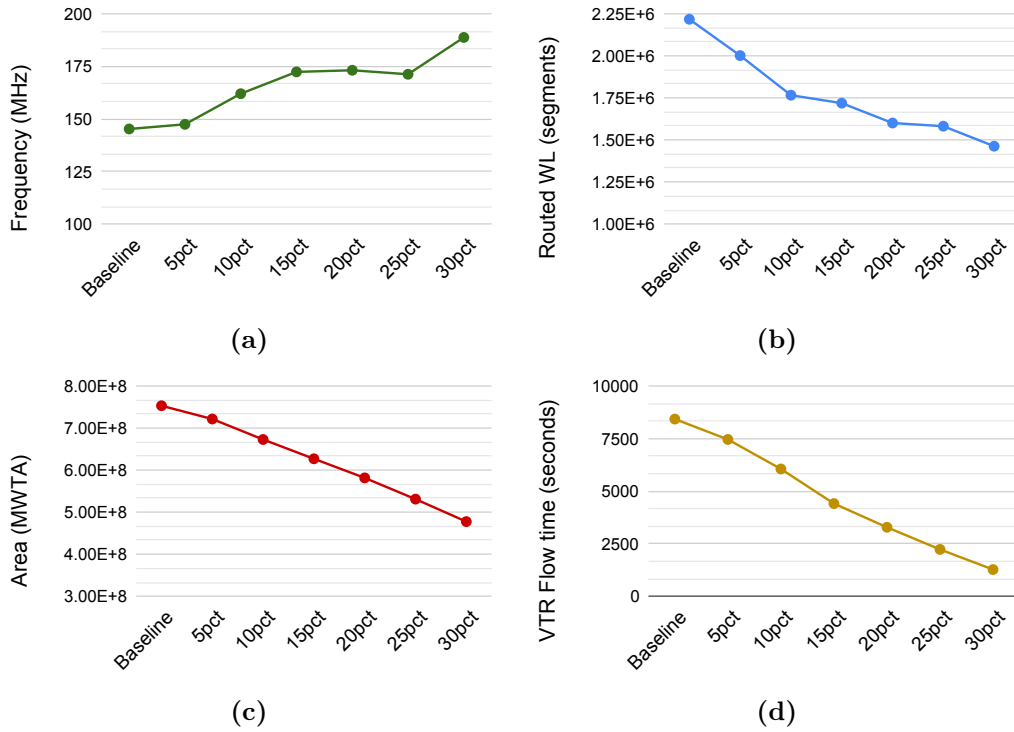 Frequency (MHz)
200
175
150
125
100
Baseline
5pct
10pct
15pct
20pct
25pct
30pct
(a)
Routed WL (segments)
2.25E+6
2.00E+6
1.75E+6
1.50E+6
1.25E+6
1.00E+6
Baseline
5pct
10pct
15pct
20pct
25pct
30pct
(b)
Area (MWTA)
8.00E+8
7.00E+8
6.00E+8
5.00E+8
4.00E+8
3.00E+8
Baseline
5pct
10pct
15pct
20pct
25pct
30pct
(c)
VTR Flow time (seconds)
10000
7500
5000
2500
0
Baseline
5pct
10pct
15pct
20pct
25pct
30pct
(d)